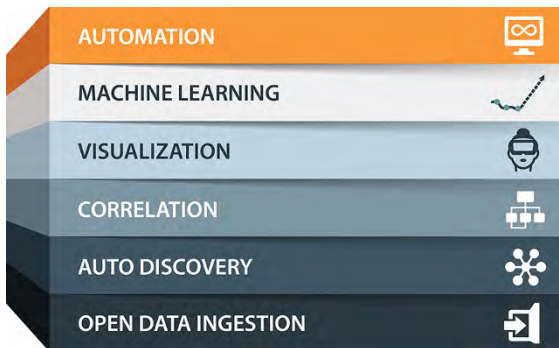 AUTOMATION
MACHINE LEARNING
VISUALIZATION
CORRELATION
AUTO DISCOVERY
OPEN DATA INGESTION